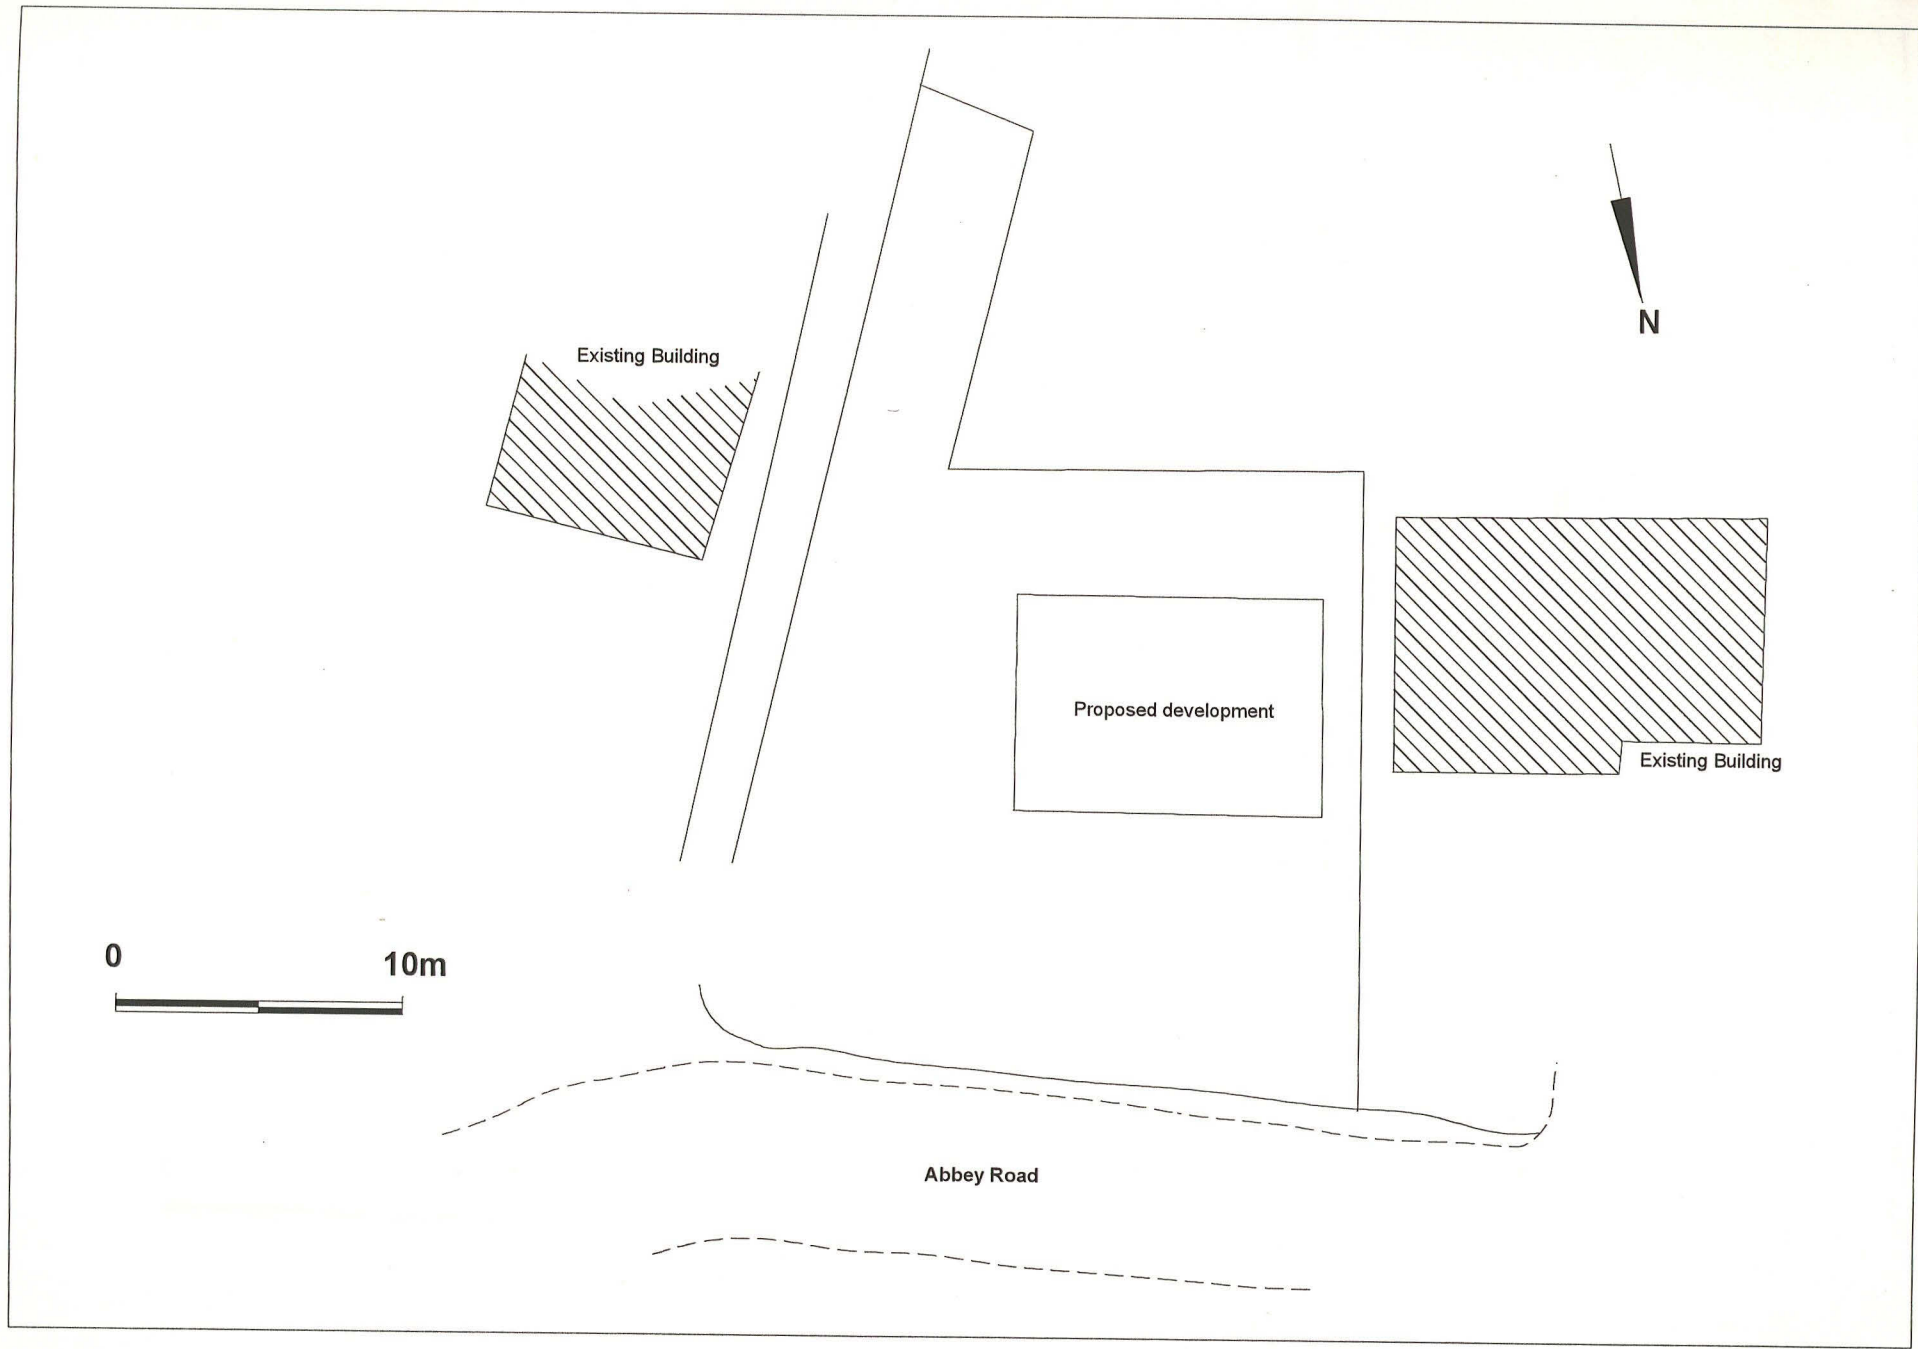 N
Existing Building
Proposed development
Existing Building
0
10m
Abbey Road